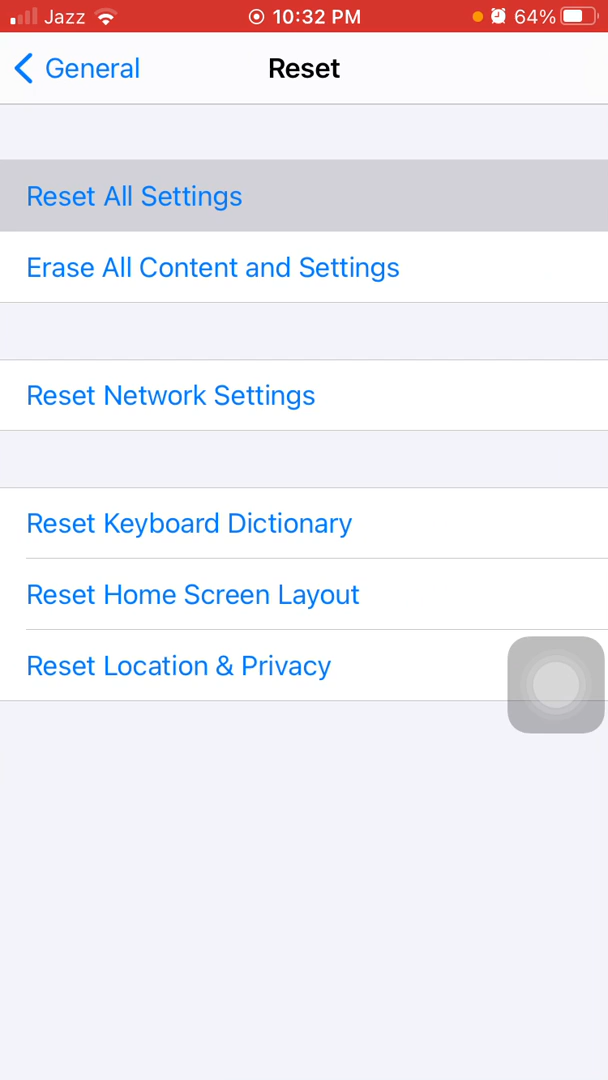 Jazz 10:32 PM 64%
General Reset
Reset All Settings
Erase All Content and Settings
Reset Network Settings
Reset Keyboard Dictionary
Reset Home Screen Layout
Reset Location & Privacy